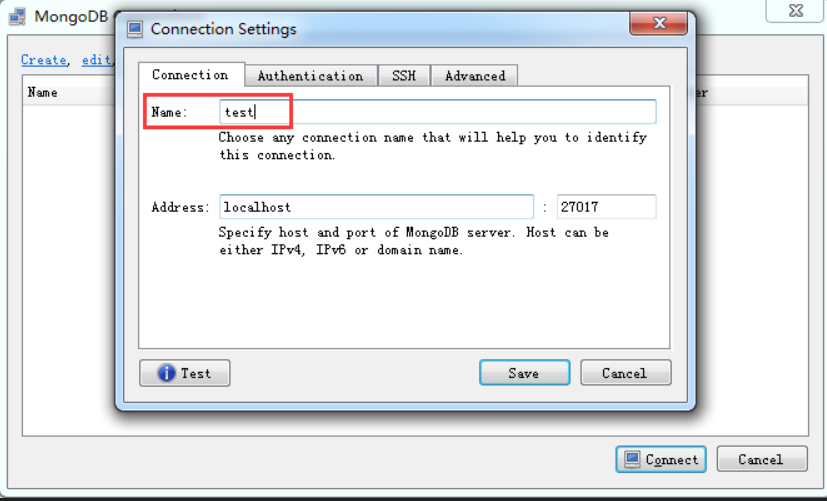 MongoDB
Connection Settings
Create, edit,
Name
er
Connection
Authentication
SSH
Advanced
Name:
test
Choose any connection name that will help you to identify
this connection.
Address:
localhost
:
27017
Specify host and port of MongoDB server. Host can be
either IPv4, IPv6 or domain name.
Test
Save
Cancel
Connect
Cancel